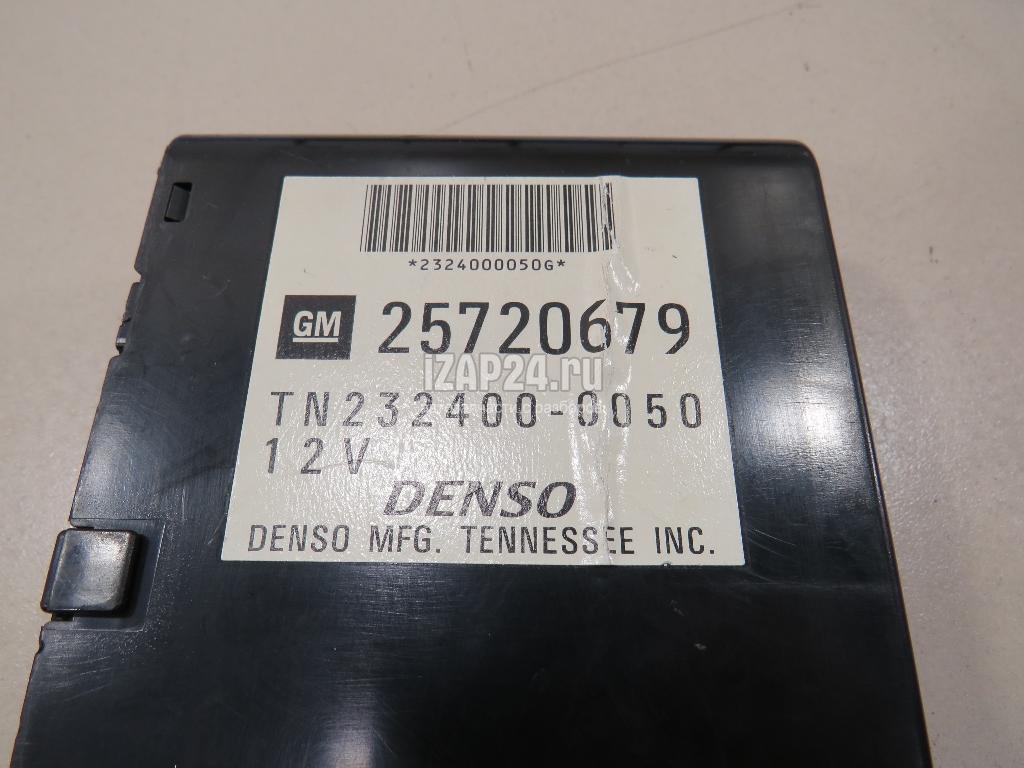 *2324000050G*
GM 25720679
iZAP24.ru
TN232400-0050
12V
DENSO
DENSO MFG. TENNESSEE INC.